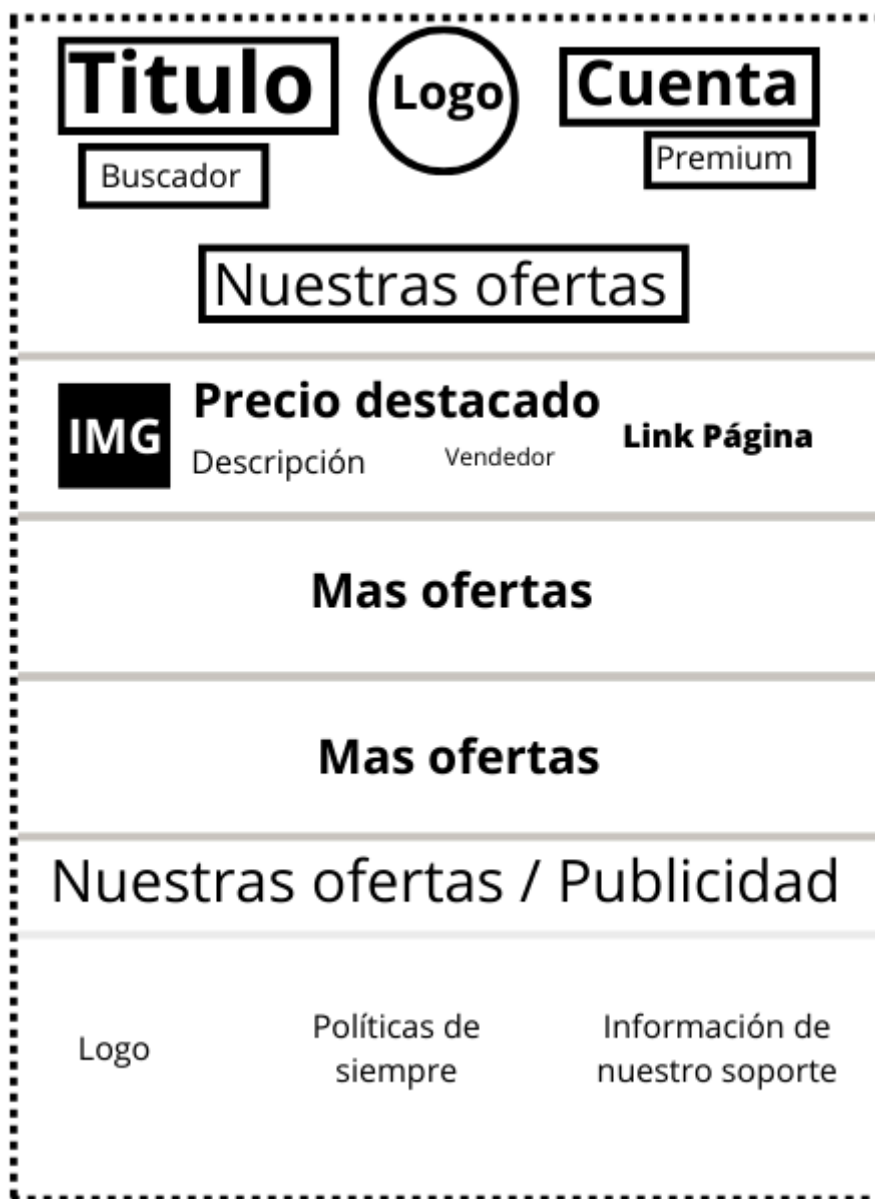 Titulo
Logo
Cuenta
Buscador
Premium
Nuestras ofertas
IMG
Precio destacado
Descripción
Vendedor
Link Página
Mas ofertas
Mas ofertas
Nuestras ofertas / Publicidad
Logo
Políticas de
siempre
Información de
nuestro soporte